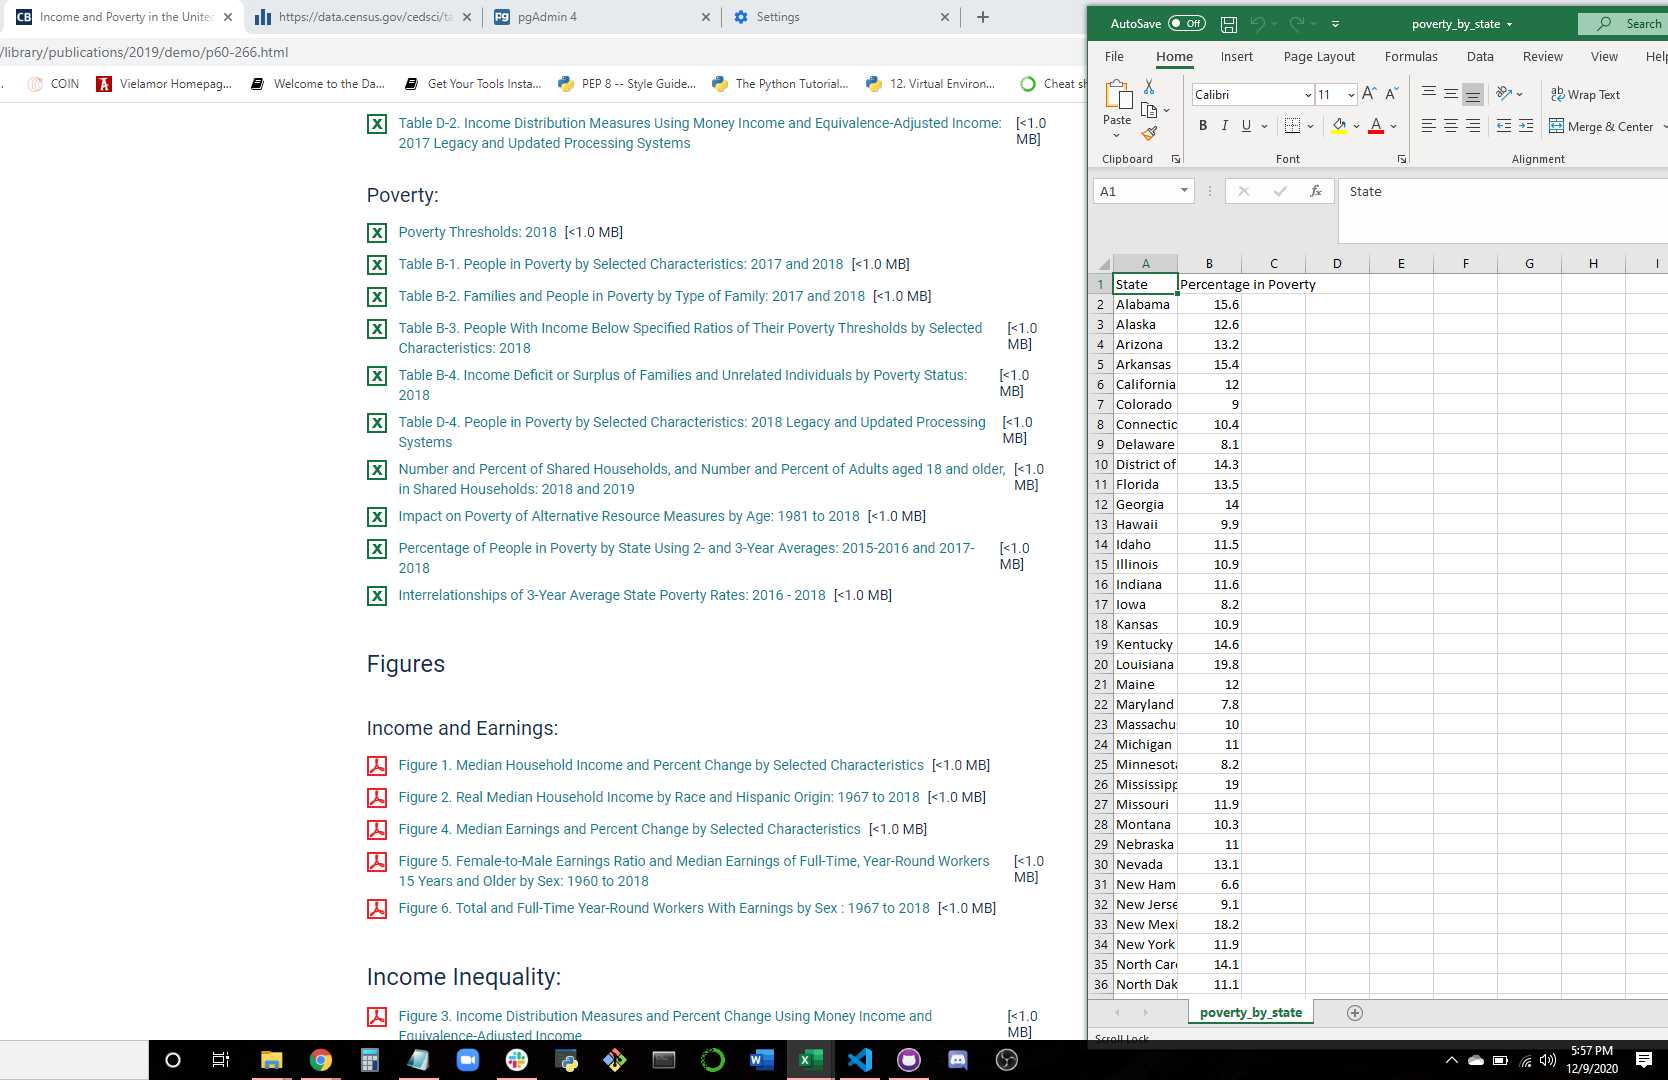 Income and Poverty in the Unite
https://data.census.gov/cedsci/ta
pgAdmin 4
Settings
/library/publications/2019/demo/p60-266.html
COIN
Vielamor Homepag...
Welcome to the Da...
Get Your Tools Insta...
PEP 8 -- Style Guide...
The Python Tutorial...
12. Virtual Environ...
Cheat sh
Table D-2. Income Distribution Measures Using Money Income and Equivalence-Adjusted Income: [<1.0
2017 Legacy and Updated Processing Systems MB]
Poverty:
Poverty Thresholds: 2018 [<1.0 MB]
Table B-1. People in Poverty by Selected Characteristics: 2017 and 2018 [<1.0 MB]
Table B-2. Families and People in Poverty by Type of Family: 2017 and 2018 [<1.0 MB]
Table B-3. People With Income Below Specified Ratios of Their Poverty Thresholds by Selected [<1.0
Characteristics: 2018 MB]
Table B-4. Income Deficit or Surplus of Families and Unrelated Individuals by Poverty Status: [<1.0
2018 MB]
Table D-4. People in Poverty by Selected Characteristics: 2018 Legacy and Updated Processing [<1.0
Systems MB]
Number and Percent of Shared Households, and Number and Percent of Adults aged 18 and older, [<1.0
in Shared Households: 2018 and 2019 MB]
Impact on Poverty of Alternative Resource Measures by Age: 1981 to 2018 [<1.0 MB]
Percentage of People in Poverty by State Using 2- and 3-Year Averages: 2015-2016 and 2017- [<1.0
2018 MB]
Interrelationships of 3-Year Average State Poverty Rates: 2016 - 2018 [<1.0 MB]
Figures
Income and Earnings:
Figure 1. Median Household Income and Percent Change by Selected Characteristics [<1.0 MB]
Figure 2. Real Median Household Income by Race and Hispanic Origin: 1967 to 2018 [<1.0 MB]
Figure 4. Median Earnings and Percent Change by Selected Characteristics [<1.0 MB]
Figure 5. Female-to-Male Earnings Ratio and Median Earnings of Full-Time, Year-Round Workers [<1.0
15 Years and Older by Sex: 1960 to 2018 MB]
Figure 6. Total and Full-Time Year-Round Workers With Earnings by Sex : 1967 to 2018 [<1.0 MB]
Income Inequality:
Figure 3. Income Distribution Measures and Percent Change Using Money Income and [<1.0
Equivalence-Adjusted Income MB]
AutoSave Off
poverty_by_state
Search
File Home Insert Page Layout Formulas Data Review View Help
Paste
Calibri 11
B I U
Wrap Text
Merge & Center
Clipboard Font Alignment
A1 fx State
A B C D E F G H I
1 State Percentage in Poverty
2 Alabama 15.6
3 Alaska 12.6
4 Arizona 13.2
5 Arkansas 15.4
6 California 12
7 Colorado 9
8 Connectic 10.4
9 Delaware 8.1
10 District of 14.3
11 Florida 13.5
12 Georgia 14
13 Hawaii 9.9
14 Idaho 11.5
15 Illinois 10.9
16 Indiana 11.6
17 Iowa 8.2
18 Kansas 10.9
19 Kentucky 14.6
20 Louisiana 19.8
21 Maine 12
22 Maryland 7.8
23 Massachu 10
24 Michigan 11
25 Minnesota 8.2
26 Mississipp 19
27 Missouri 11.9
28 Montana 10.3
29 Nebraska 11
30 Nevada 13.1
31 New Ham 6.6
32 New Jerse 9.1
33 New Mexi 18.2
34 New York 11.9
35 North Car 14.1
36 North Dak 11.1
poverty_by_state
Scroll Lock
5:57 PM
12/9/2020